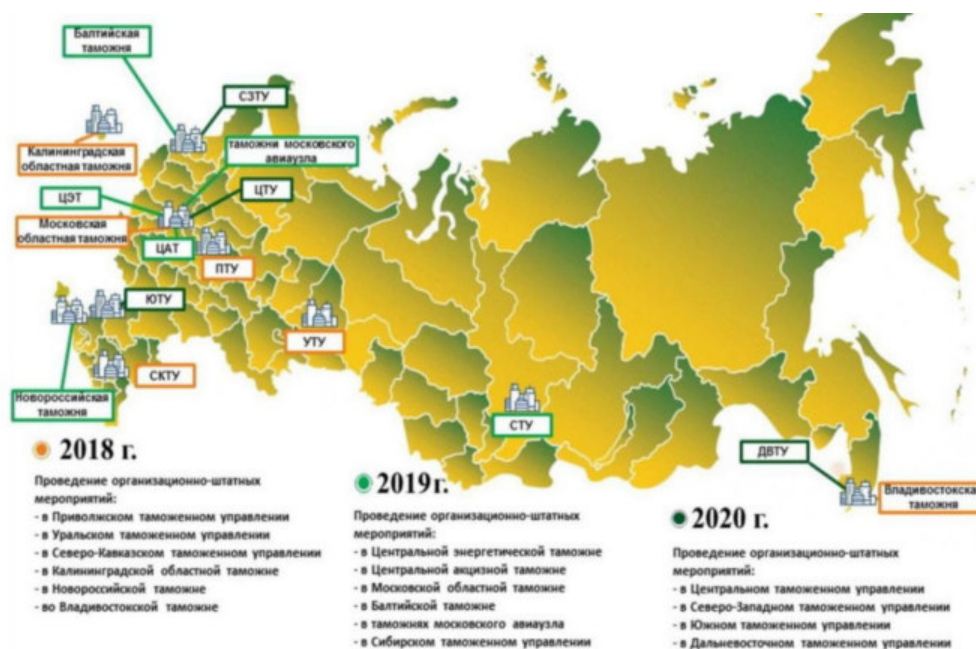 Балтийская
таможня
СЗТУ
таможни московского
авиаузла
Калининградская
областная таможня
ЦЭТ
ЦТУ
Московская
областная таможня
ЦАТ
ПТУ
ЮТУ
УТУ
СКТУ
Новороссийская
таможня
СТУ
ДВТУ
Владивостокская
таможня
2018 г.
Проведение организационно-штатных
мероприятий:
- в Приволжском таможенном управлении
- в Уральском таможенном управлении
- в Северо-Кавказском таможенном управлении
- в Калининградской областной таможне
- в Новороссийской таможне
- во Владивостокской таможне
2019г.
Проведение организационно-штатных
мероприятий:
- в Центральной энергетической таможне
- в Центральной акцизной таможне
- в Московской областной таможне
- в Балтийской таможне
- в таможнях московского авиаузла
- в Сибирском таможенном управлении
2020 г.
Проведение организационно-штатных
мероприятий:
- в Центральном таможенном управлении
- в Северо-Западном таможенном управлении
- в Южном таможенном управлении
- в Дальневосточном таможенном управлении